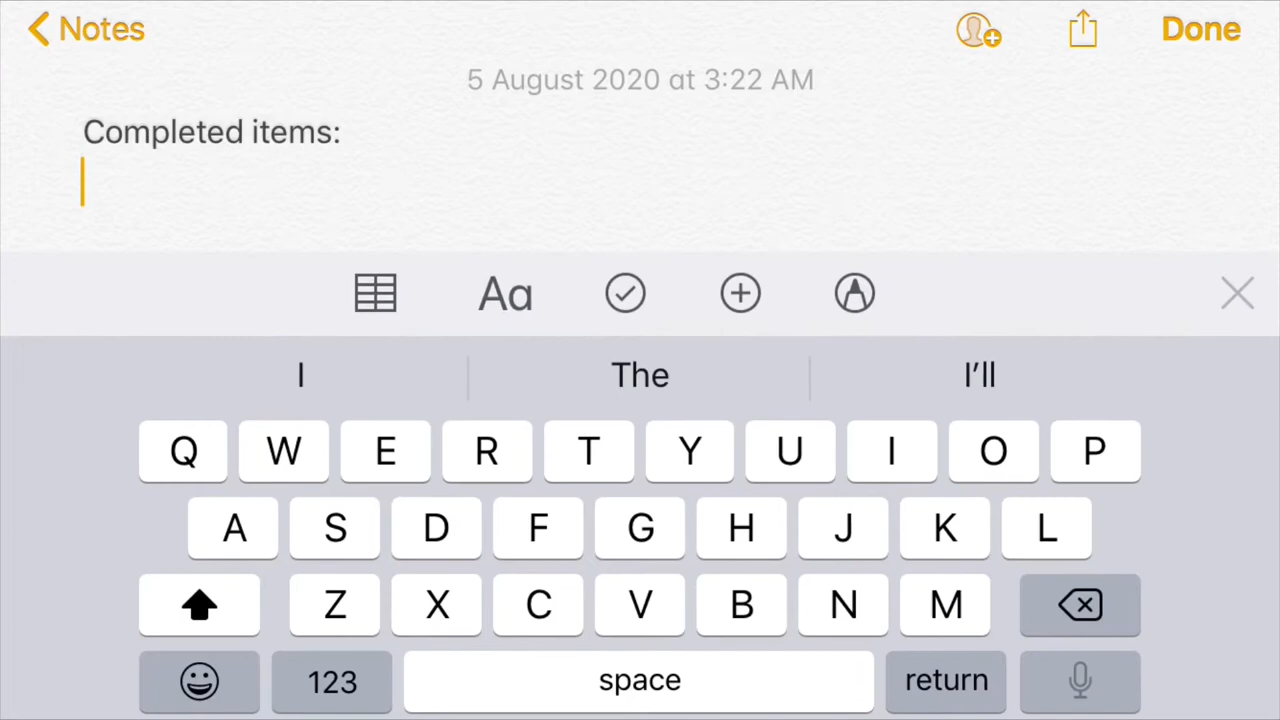 Notes
Done
5 August 2020 at 3:22 AM
Completed items:
Aa
I The I’ll
Q W E R T Y U I O P
A S D F G H J K L
Z X C V B N M
123 space return